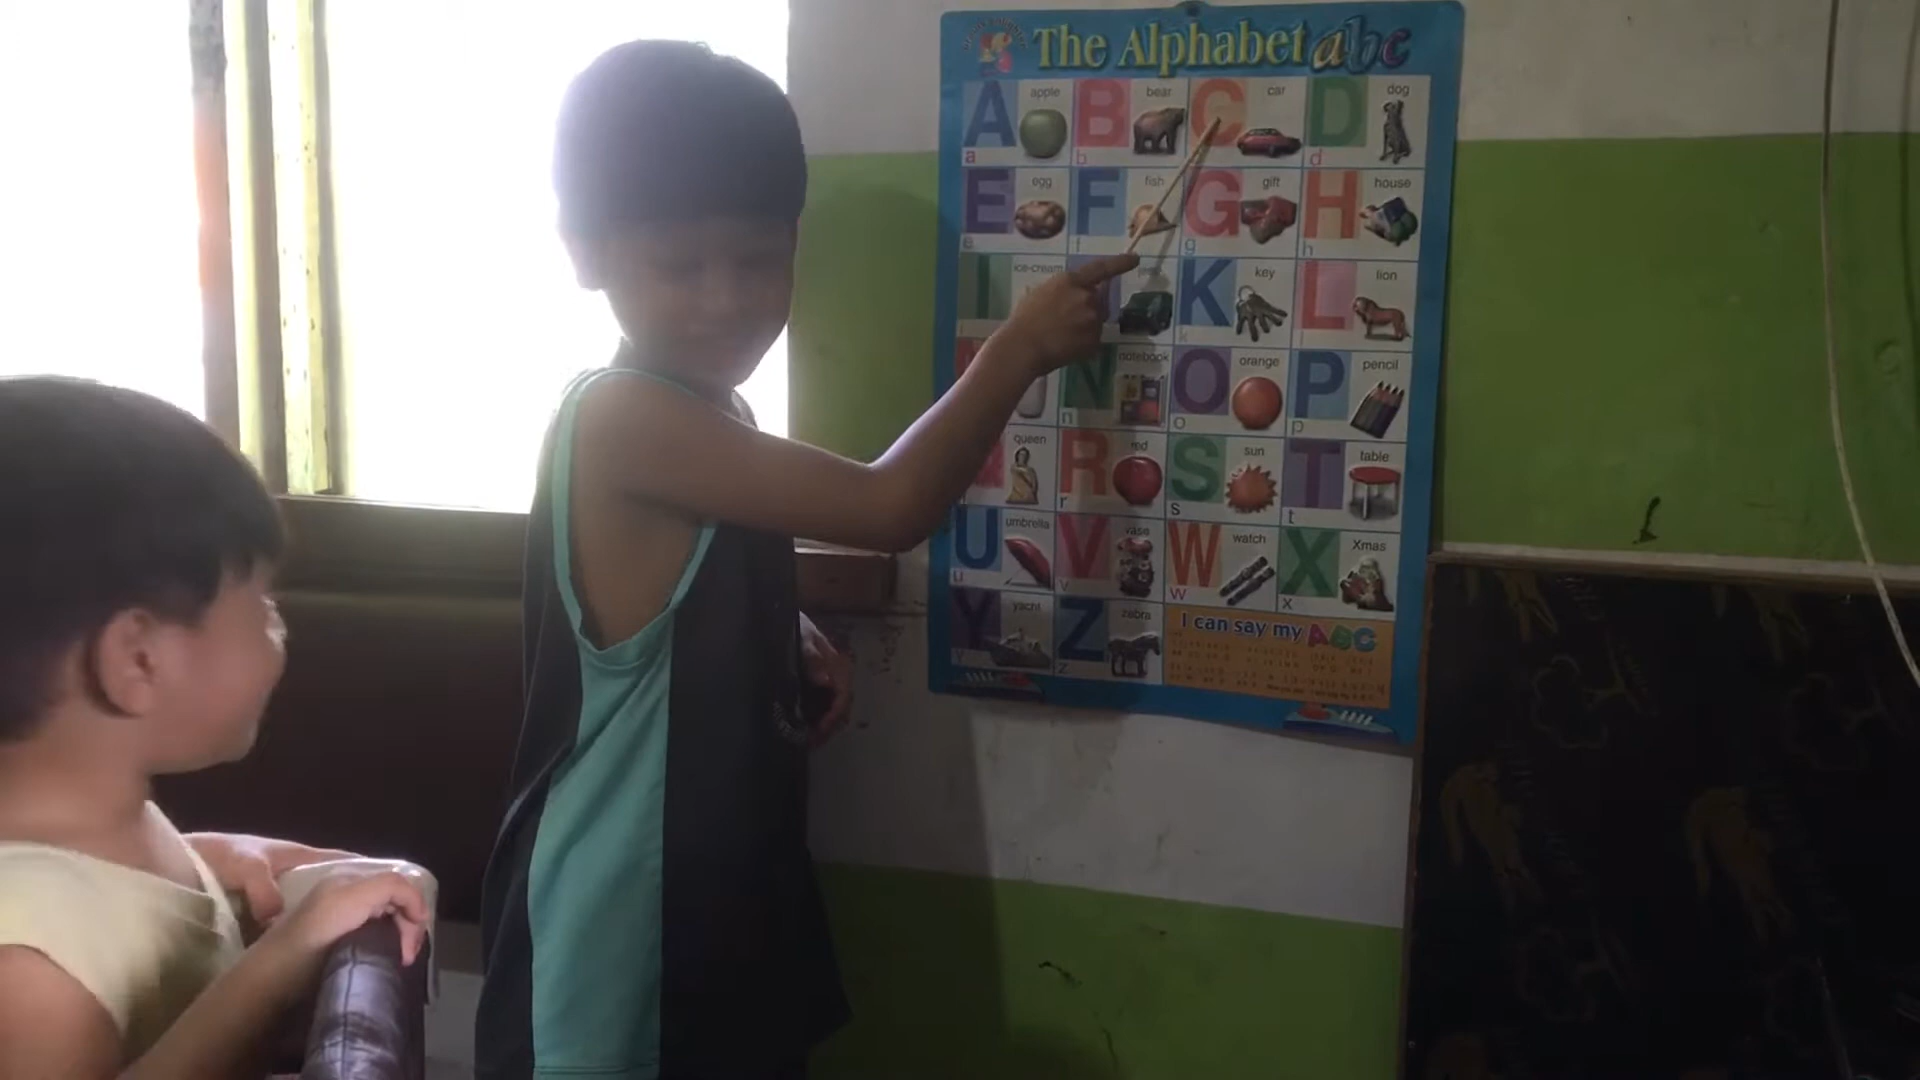 The Alphabet abc
A apple B bear C car D dog
a b d
E egg F fish G gift H house
e f g h
I ice-cream jeep K key L lion
k l
notebook O orange P pencil
n o p
queen R red S sun T table
r s t
U umbrella V vase W watch X Xmas
u v w x
Y yacht Z zebra
y z
I can say my ABC